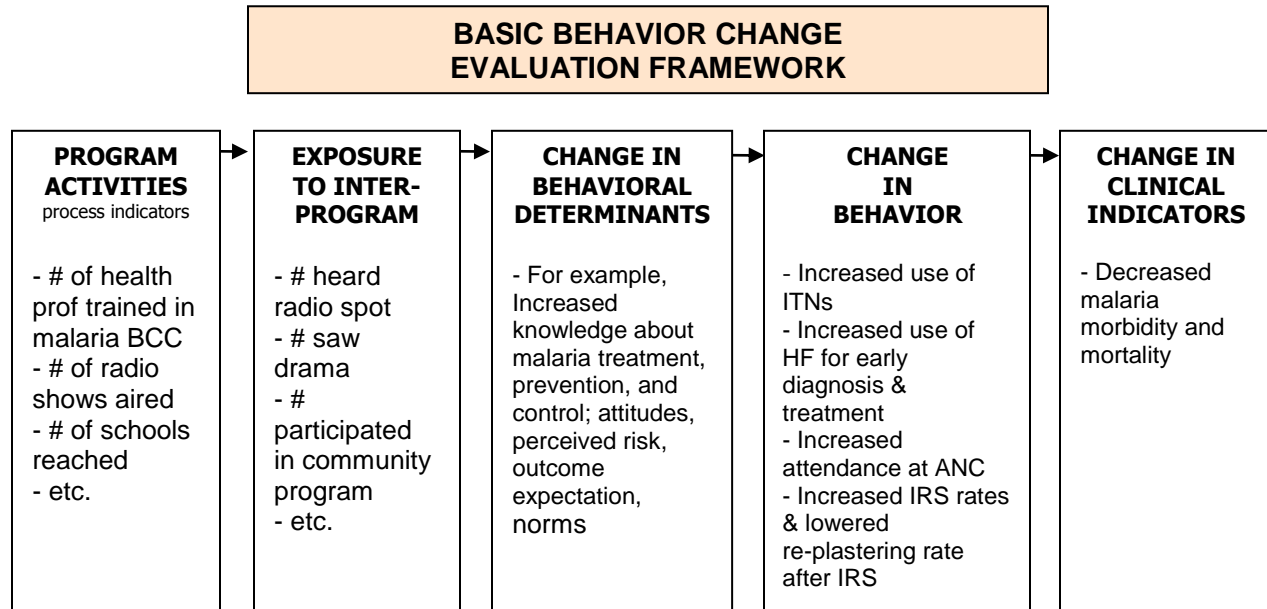 BASIC BEHAVIOR CHANGE
EVALUATION FRAMEWORK
PROGRAM
ACTIVITIES
process indicators
- # of health
prof trained in
malaria BCC
- # of radio
shows aired
- # of schools
reached
- etc.
EXPOSURE
TO INTER-
PROGRAM
- # heard
radio spot
- # saw
drama
- #
participated
in community
program
- etc.
CHANGE IN
BEHAVIORAL
DETERMINANTS
- For example,
Increased
knowledge about
malaria treatment,
prevention, and
control; attitudes,
perceived risk,
outcome
expectation,
norms
CHANGE
IN
BEHAVIOR
- Increased use of
ITNs
- Increased use of
HF for early
diagnosis &
treatment
- Increased
attendance at ANC
- Increased IRS rates
& lowered
re-plastering rate
after IRS
CHANGE IN
CLINICAL
INDICATORS
- Decreased
malaria
morbidity and
mortality